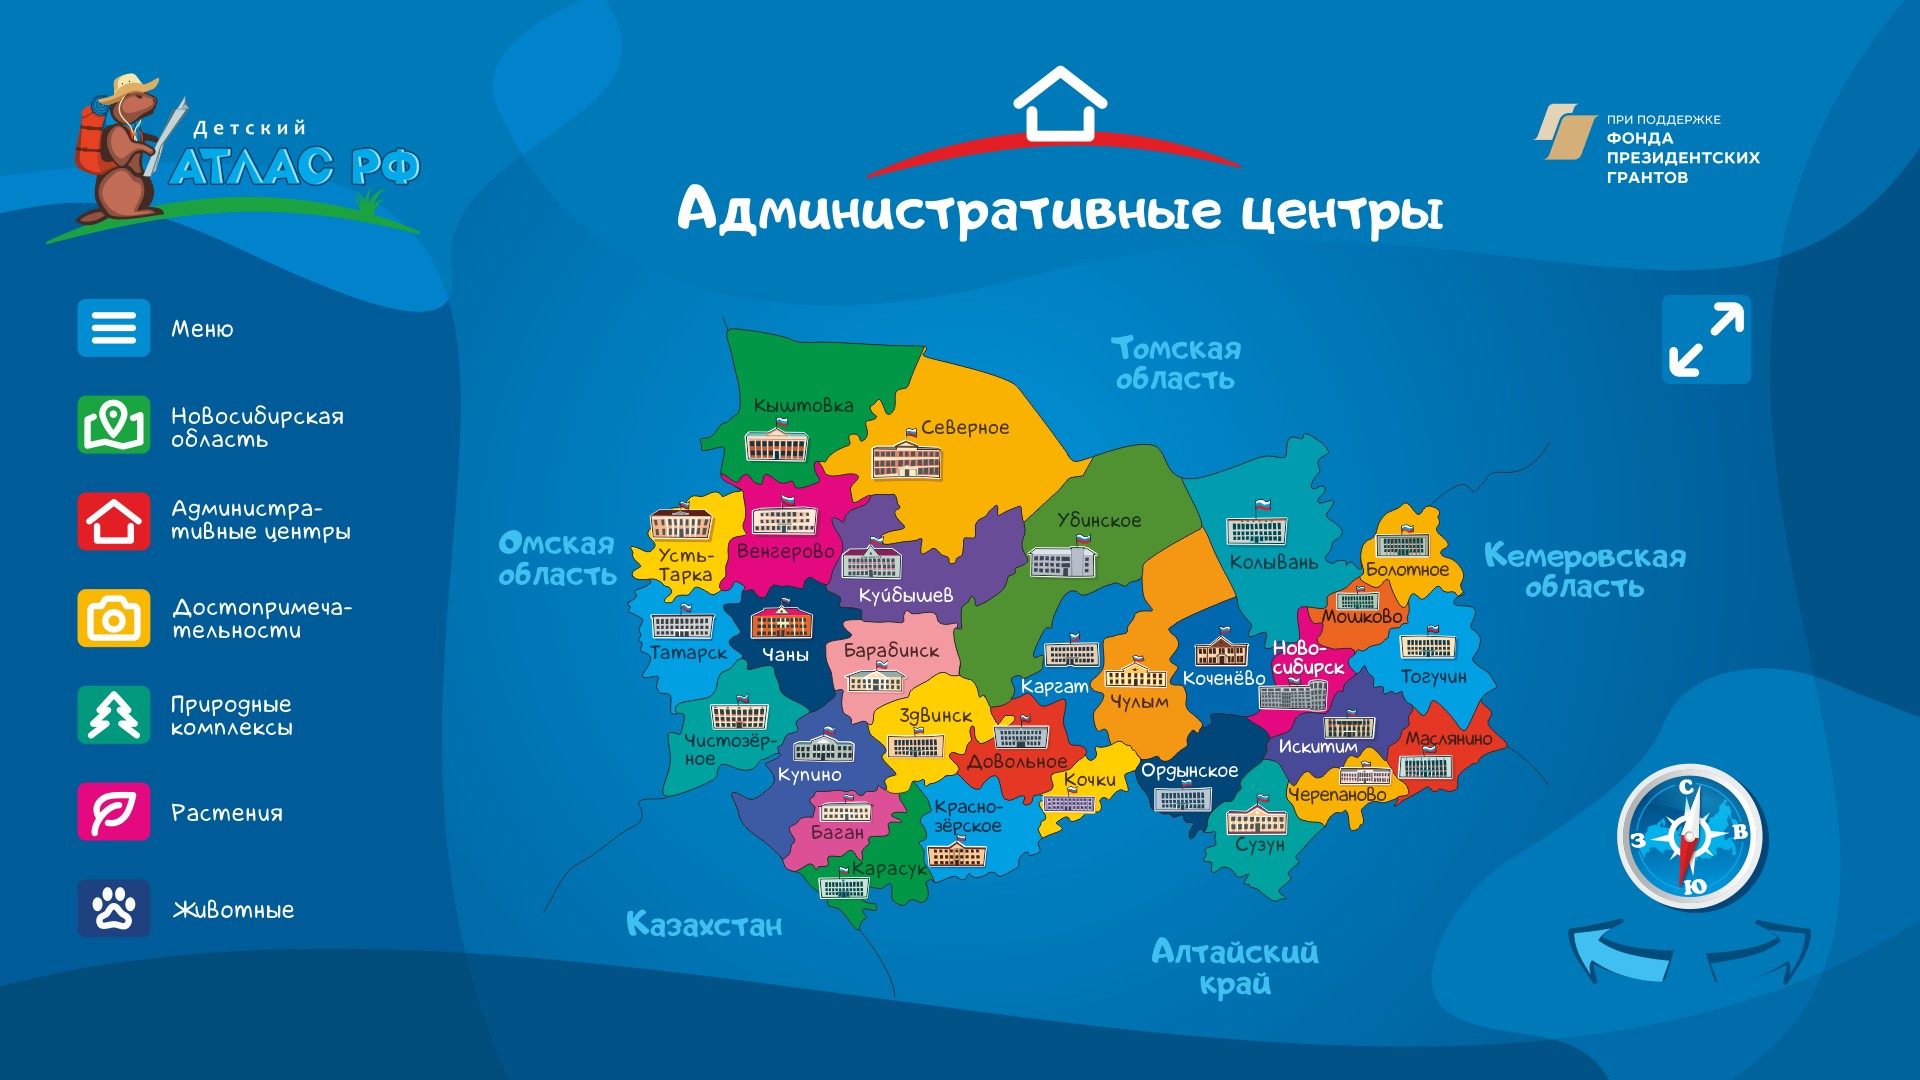 Детский
АТЛАС РФ
Административные центры
ПРИ ПОДДЕРЖКЕ
ФОНДА
ПРЕЗИДЕНТСКИХ
ГРАНТОВ
Меню
Новосибирская
область
Администра-
тивные центры
Достопримеча-
тельности
Природные
комплексы
Растения
Животные
Томская
область
Омская
область
Кемеровская
область
Казахстан
Алтайский
край
Кыштовка
Северное
Убинское
Усть-
Тарка
Венгерово
Куйбышев
Колывань
Болотное
Мошково
Татарск
Чаны
Барабинск
Каргат
Чулым
Коченёво
Ново-
сибирск
Тогучин
Чистозёр-
ное
Купино
Здвинск
Довольное
Кочки
Ордынское
Искитим
Маслянино
Черепаново
Сузун
Баган
Красно-
зёрское
Карасук
С
З
В
Ю